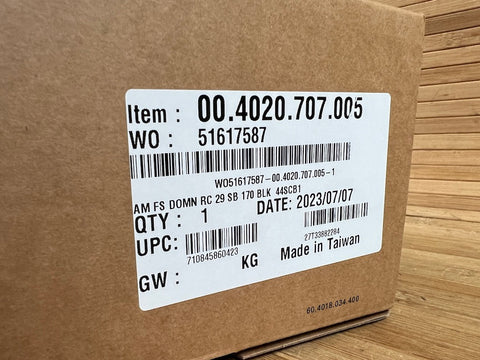 Item : 00.4020.707.005
WO : 51617587
WO51617587-00.4020.707.005-1
AM FS DOMN RC 29 SB 170 BLK 44SCB1
QTY : 1 DATE: 2023/07/07
UPC:
710845860423 27T33882284
GW : KG Made in Taiwan
60.4018.034.400